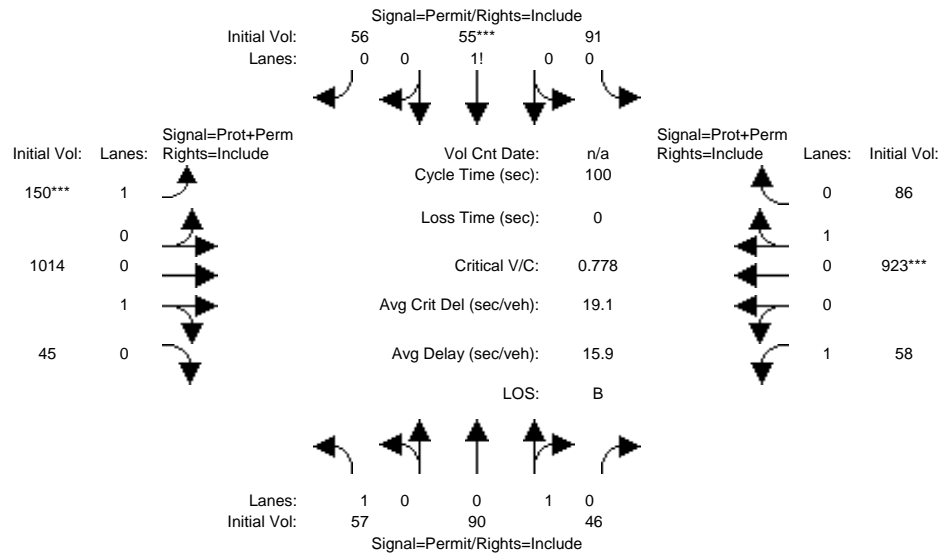 Signal=Permit/Rights=Include
Initial Vol: 56 55*** 91
Lanes: 0 0 1! 0 0
Signal=Prot+Perm
Initial Vol: Lanes: Rights=Include
Vol Cnt Date: n/a
Signal=Prot+Perm
Rights=Include Lanes: Initial Vol:
Cycle Time (sec): 100
150*** 1
0 86
Loss Time (sec): 0
0
1
1014 0
Critical V/C: 0.778
0 923***
1
Avg Crit Del (sec/veh): 19.1
0
45 0
Avg Delay (sec/veh): 15.9
1 58
LOS: B
Lanes: 1 0 0 1 0
Initial Vol: 57 90 46
Signal=Permit/Rights=Include